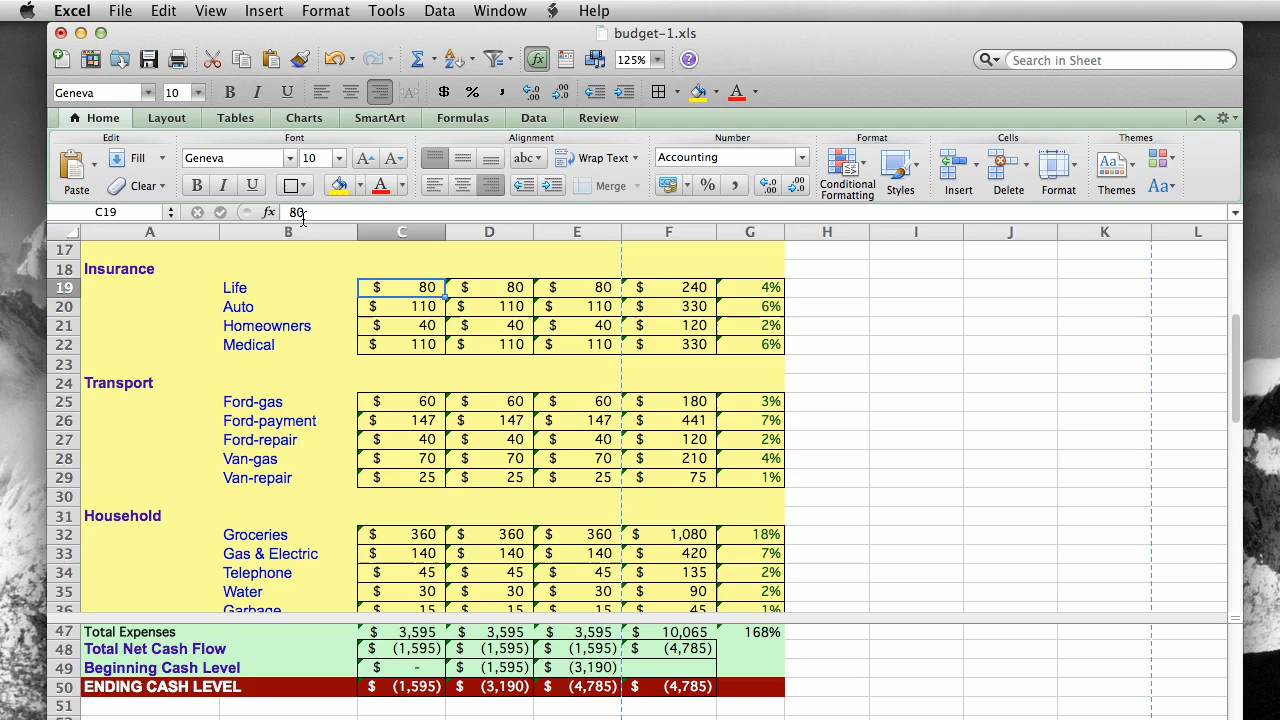 Excel File Edit View Insert Format Tools Data Window Help
budget-1.xls
125% Search in Sheet
Geneva 10 B I U $ % , A
Home Layout Tables Charts SmartArt Formulas Data Review
Edit Font Alignment Number Format Cells Themes
Fill Geneva 10 A A abc Wrap Text Accounting
Paste Clear B I U A Merge % , Conditional Formatting Styles Insert Delete Format Themes Aa
C19 fx 80
A B C D E F G H I J K L
17
18 Insurance
19 Life $ 80 $ 80 $ 80 $ 240 4%
20 Auto $ 110 $ 110 $ 110 $ 330 6%
21 Homeowners $ 40 $ 40 $ 40 $ 120 2%
22 Medical $ 110 $ 110 $ 110 $ 330 6%
23
24 Transport
25 Ford-gas $ 60 $ 60 $ 60 $ 180 3%
26 Ford-payment $ 147 $ 147 $ 147 $ 441 7%
27 Ford-repair $ 40 $ 40 $ 40 $ 120 2%
28 Van-gas $ 70 $ 70 $ 70 $ 210 4%
29 Van-repair $ 25 $ 25 $ 25 $ 75 1%
30
31 Household
32 Groceries $ 360 $ 360 $ 360 $ 1,080 18%
33 Gas & Electric $ 140 $ 140 $ 140 $ 420 7%
34 Telephone $ 45 $ 45 $ 45 $ 135 2%
35 Water $ 30 $ 30 $ 30 $ 90 2%
36 Garbage $ 15 $ 15 $ 15 $ 45 1%
47 Total Expenses $ 3,595 $ 3,595 $ 3,595 $ 10,065 168%
48 Total Net Cash Flow $ (1,595) $ (1,595) $ (1,595) $ (4,785)
49 Beginning Cash Level $ - $ (1,595) $ (3,190)
50 ENDING CASH LEVEL $ (1,595) $ (3,190) $ (4,785) $ (4,785)
51